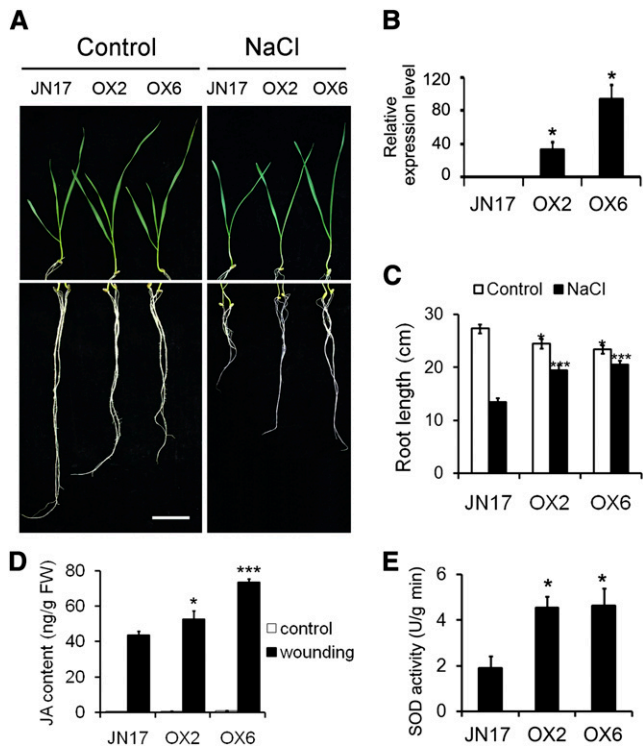 A
Control NaCl
JN17 OX2 OX6 JN17 OX2 OX6
B
Relative
expression level
120
80
40
0
* *
JN17 OX2 OX6
C
Control NaCl
Root length (cm)
30
20
10
0
* *** * ***
JN17 OX2 OX6
D
JA content (ng/g FW)
80
60
40
20
0
* ***
control
wounding
JN17 OX2 OX6
E
SOD activity (U/g min)
6
4
2
0
* *
JN17 OX2 OX6